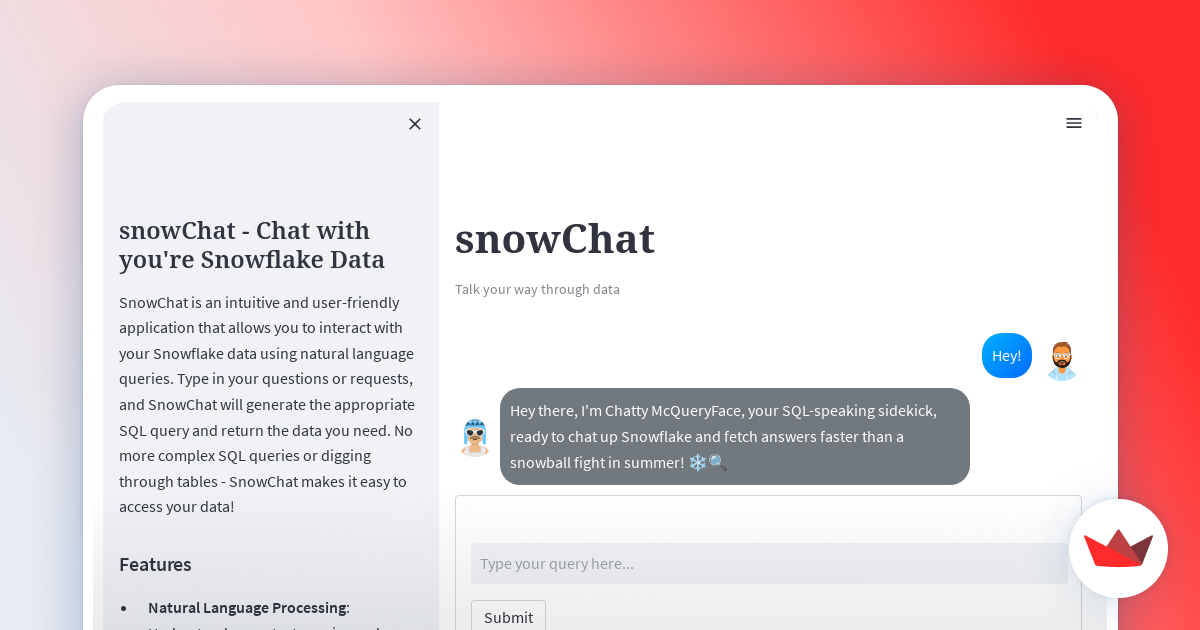 snowChat - Chat with
you're Snowflake Data
SnowChat is an intuitive and user-friendly
application that allows you to interact with
your Snowflake data using natural language
queries. Type in your questions or requests,
and SnowChat will generate the appropriate
SQL query and return the data you need. No
more complex SQL queries or digging
through tables - SnowChat makes it easy to
access your data!
Features
• Natural Language Processing:
snowChat
Talk your way through data
Hey!
Hey there, I'm Chatty McQueryFace, your SQL-speaking sidekick,
ready to chat up Snowflake and fetch answers faster than a
snowball fight in summer! ❄️🔍
Type your query here...
Submit